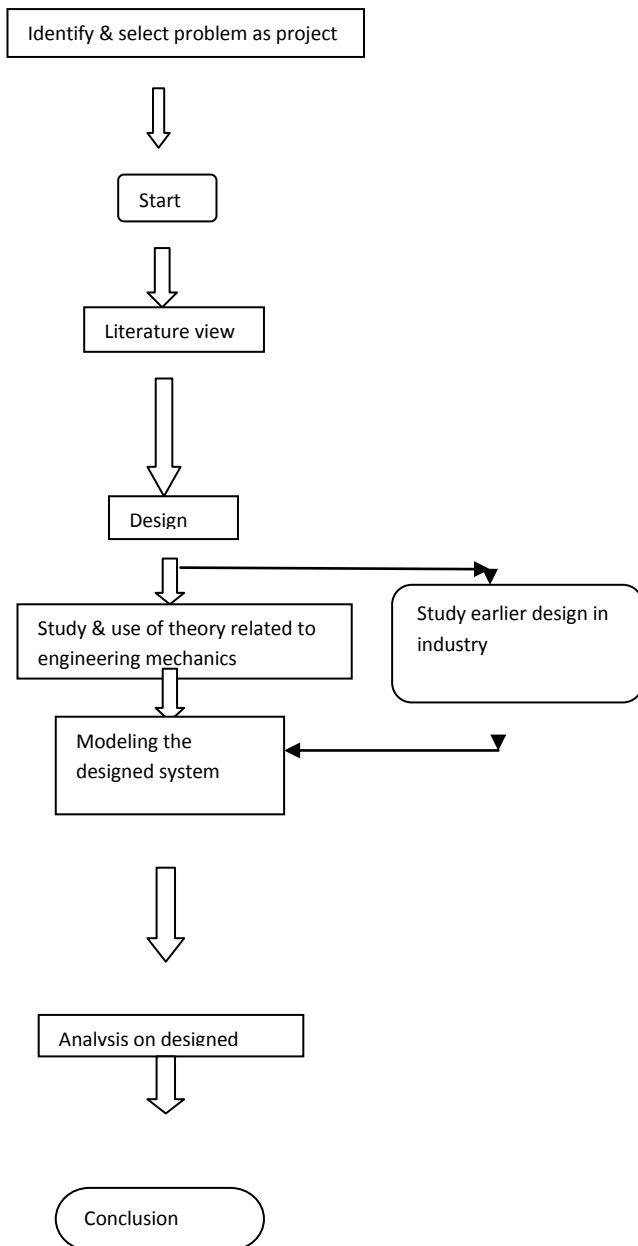 Identify & select problem as project
Start
Literature view
Design
Study & use of theory related to
engineering mechanics
Study earlier design in
industry
Modeling the
designed system
Analysis on designed
Conclusion